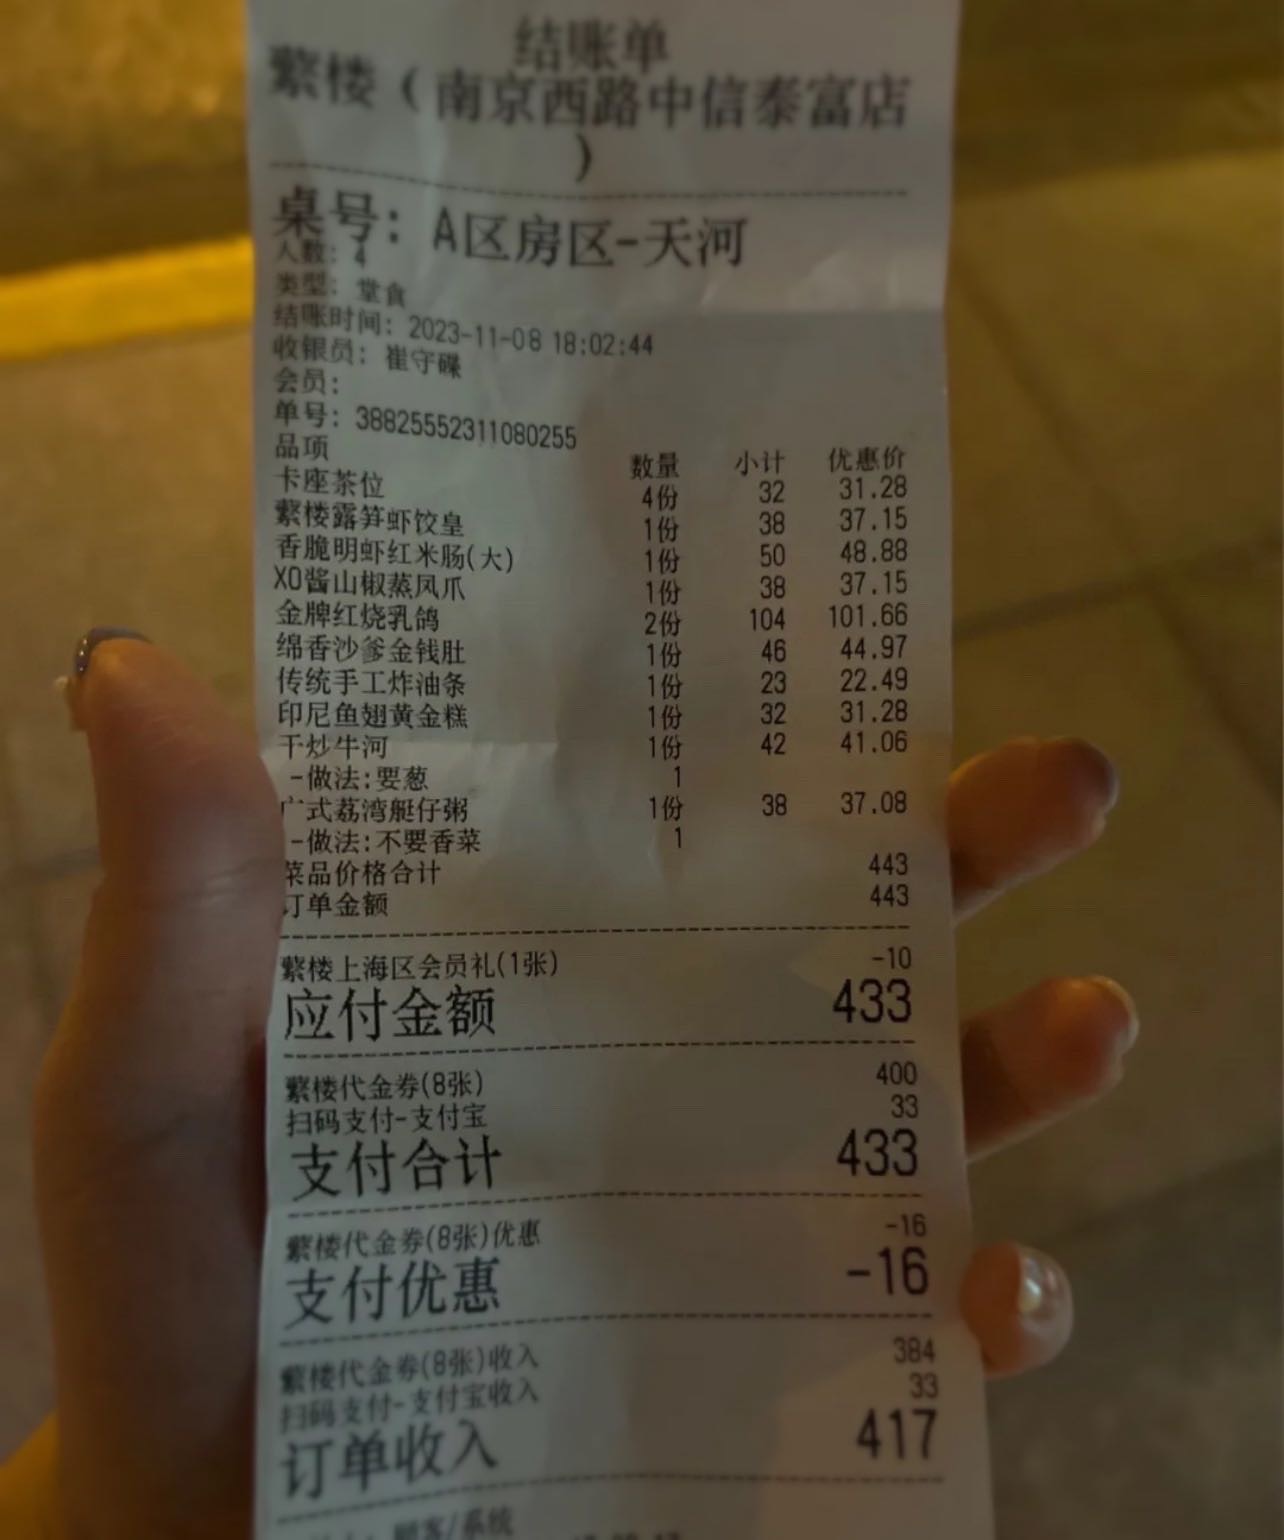 结账单
紫楼（南京西路中信泰富店
）
桌号：A区房区-天河
人数：4
类型：堂食
结账时间：2023-11-08 18:02:44
收银员：崔守碟
会员：
单号：38825552311080255
品项 数量 小计 优惠价
卡座茶位 4份 32 31.28
紫楼露笋虾饺皇 1份 38 37.15
香脆明虾红米肠(大) 1份 50 48.88
XO酱山椒蒸凤爪 1份 38 37.15
金牌红烧乳鸽 2份 104 101.66
绵香沙爹金钱肚 1份 46 44.97
传统手工炸油条 1份 23 22.49
印尼鱼翅黄金糕 1份 32 31.28
干炒牛河 1份 42 41.06
-做法:要葱 1
广式荔湾艇仔粥 1份 38 37.08
-做法:不要香菜 1
菜品价格合计 443
订单金额 443
紫楼上海区会员礼(1张) -10
应付金额 433
紫楼代金券(8张) 400
扫码支付-支付宝 33
支付合计 433
紫楼代金券(8张)优惠 -16
支付优惠 -16
紫楼代金券(8张)收入 384
扫码支付-支付宝收入 33
订单收入 417
顾客/系统